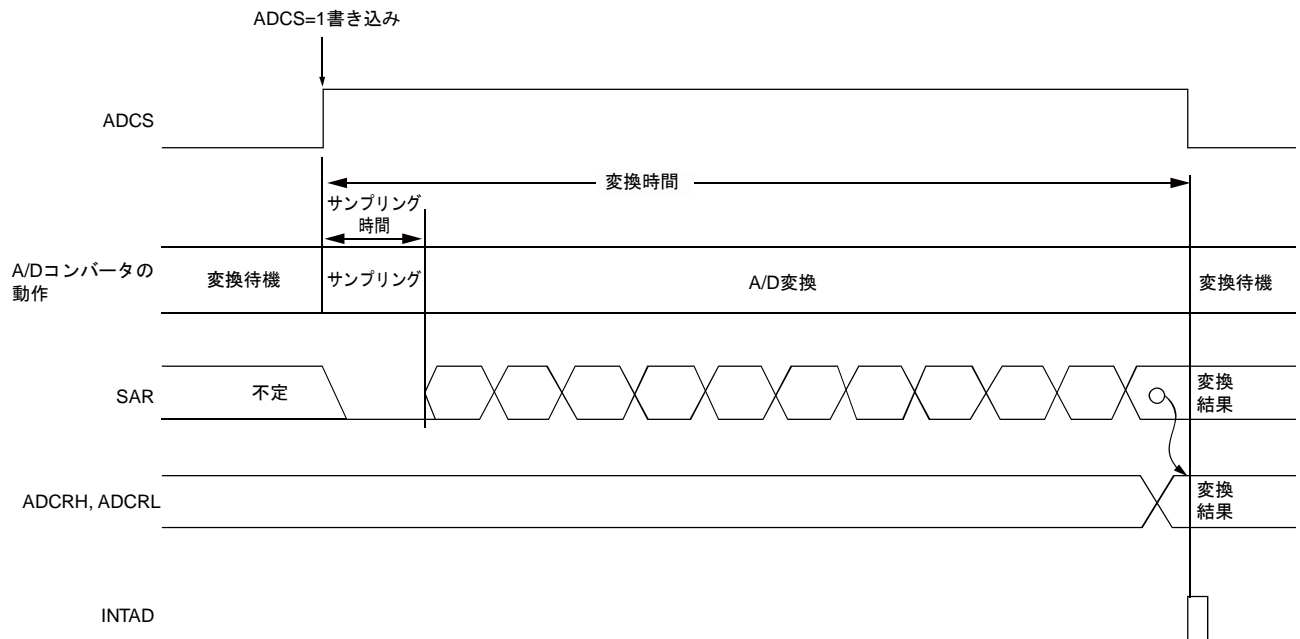 ADCS=1書き込み
ADCS
変換時間
サンプリング
時間
A/Dコンバータの
動作
変換待機
サンプリング
A/D変換
変換待機
SAR
不定
変換
結果
ADCRH, ADCRL
変換
結果
INTAD